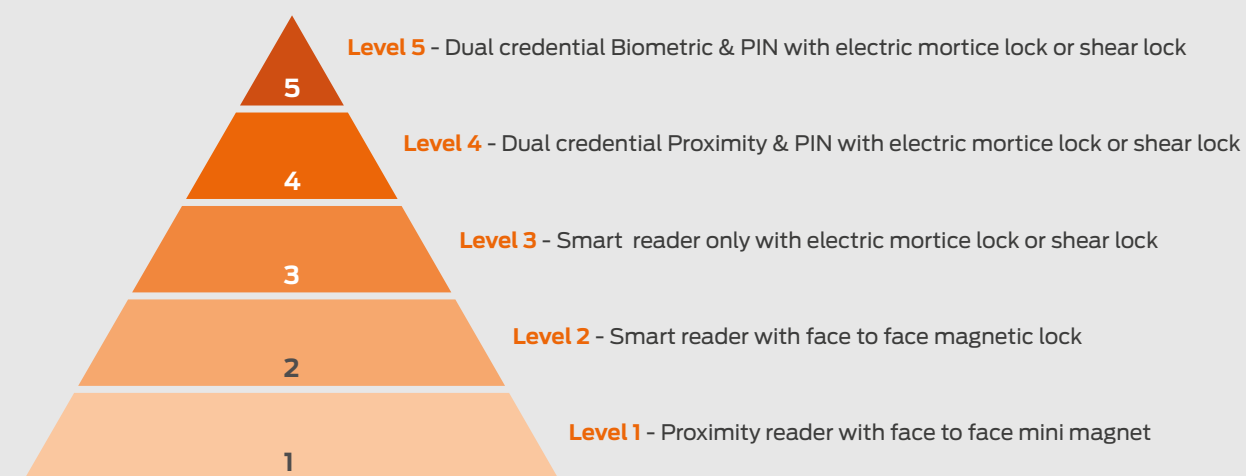 Level 5 - Dual credential Biometric & PIN with electric mortice lock or shear lock
5
Level 4 - Dual credential Proximity & PIN with electric mortice lock or shear lock
4
Level 3 - Smart  reader only with electric mortice lock or shear lock
3
Level 2 - Smart reader with face to face magnetic lock
2
Level 1 - Proximity reader with face to face mini magnet
1